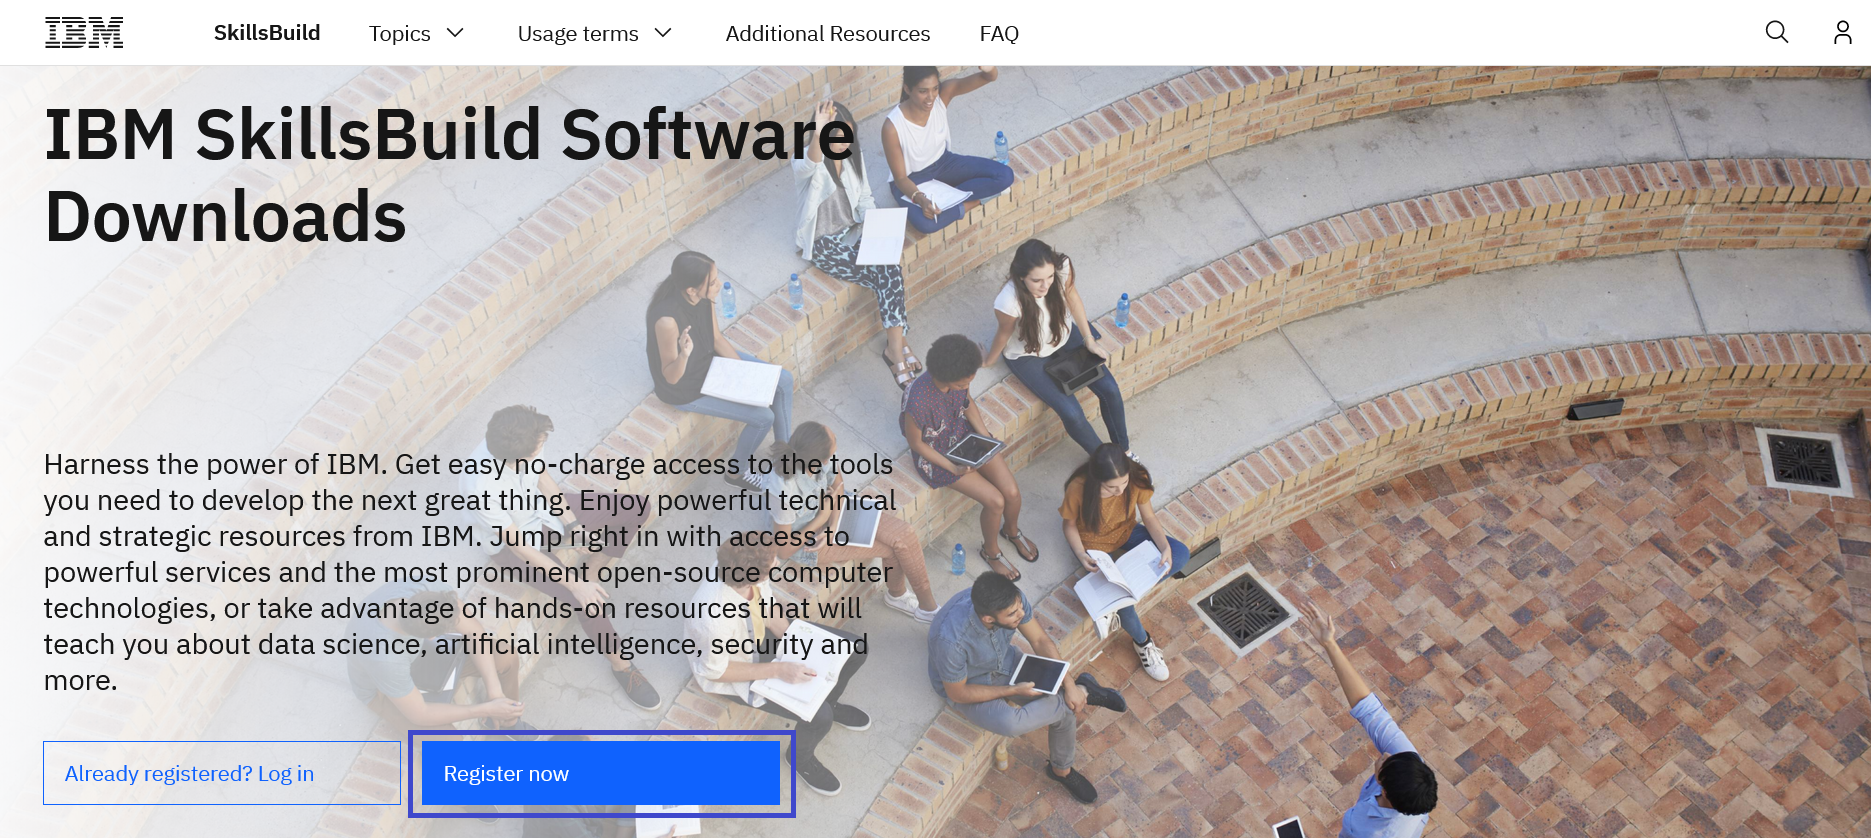 IBM SkillsBuild Topics Usage terms Additional Resources FAQ
IBM SkillsBuild Software
Downloads
Harness the power of IBM. Get easy no-charge access to the tools
you need to develop the next great thing. Enjoy powerful technical
and strategic resources from IBM. Jump right in with access to
powerful services and the most prominent open-source computer
technologies, or take advantage of hands-on resources that will
teach you about data science, artificial intelligence, security and
more.
Already registered? Log in Register now